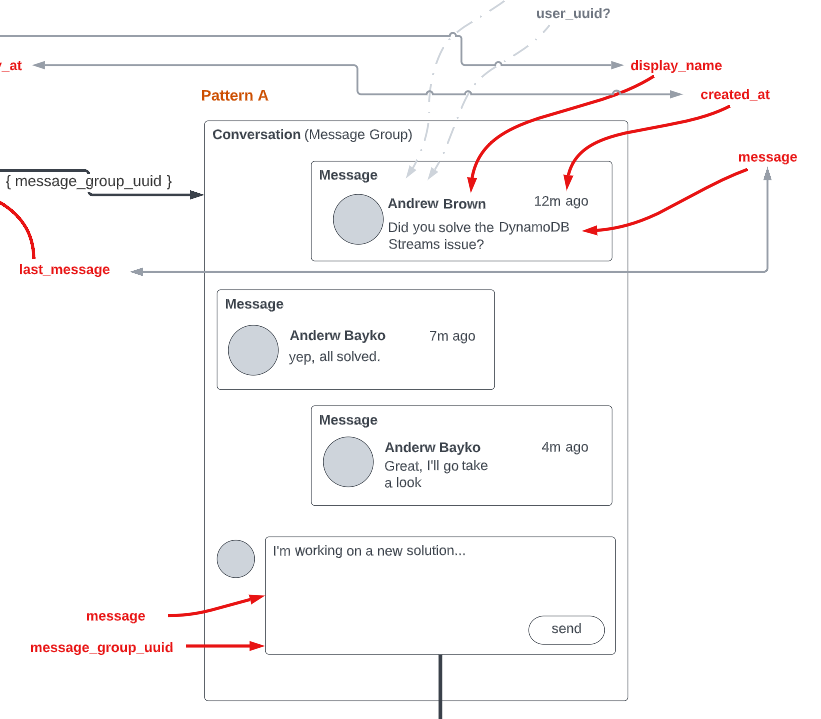 user_uuid?
_at
display_name
Pattern A
created_at
Conversation (Message Group)
message
Message
{ message_group_uuid }
Andrew Brown
12m ago
Did you solve the DynamoDB
Streams issue?
last_message
Message
Anderw Bayko
7m ago
yep, all solved.
Message
Anderw Bayko
4m ago
Great, I'll go take
a look
I'm working on a new solution...
message
send
message_group_uuid